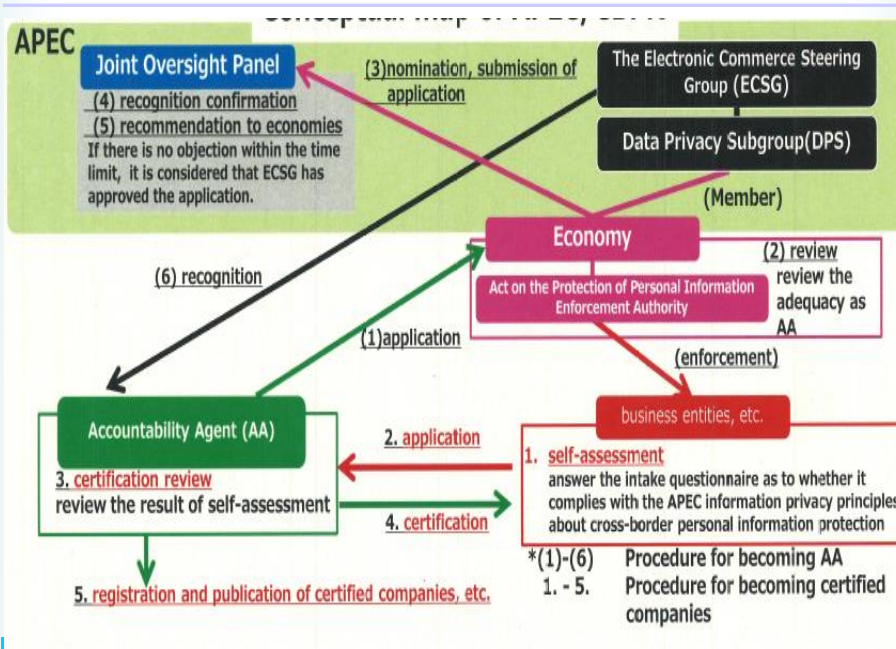 APEC
Joint Oversight Panel
(4) recognition confirmation
(5) recommendation to economies
If there is no objection within the time
limit, it is considered that ECSG has
approved the application.
(3)nomination, submission of
application
The Electronic Commerce Steering
Group (ECSG)
Data Privacy Subgroup(DPS)
(Member)
Economy
Act on the Protection of Personal Information
Enforcement Authority
(2) review
review the
adequacy as
AA
(6) recognition
(1)application
(enforcement)
Accountability Agent (AA)
3. certification review
review the result of self-assessment
2. application
4. certification
business entities, etc.
1. self-assessment
answer the intake questionnaire as to whether it
complies with the APEC information privacy principles
about cross-border personal information protection
5. registration and publication of certified companies, etc.
*(1)-(6) Procedure for becoming AA
1. - 5. Procedure for becoming certified
companies